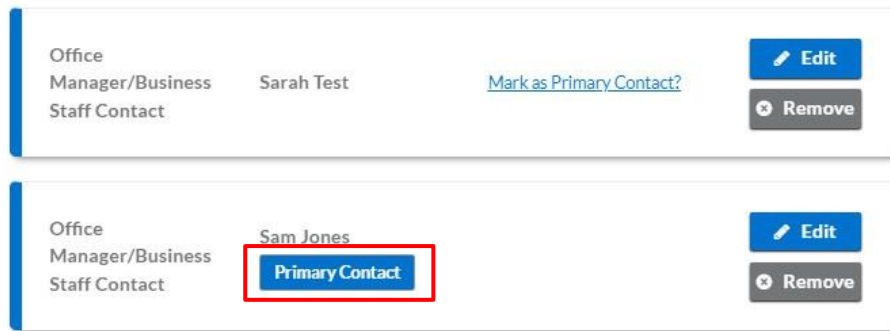 Office
Manager/Business
Staff Contact
Sarah Test
Mark as Primary Contact?
Edit
Remove
Office
Manager/Business
Staff Contact
Sam Jones
Primary Contact
Edit
Remove